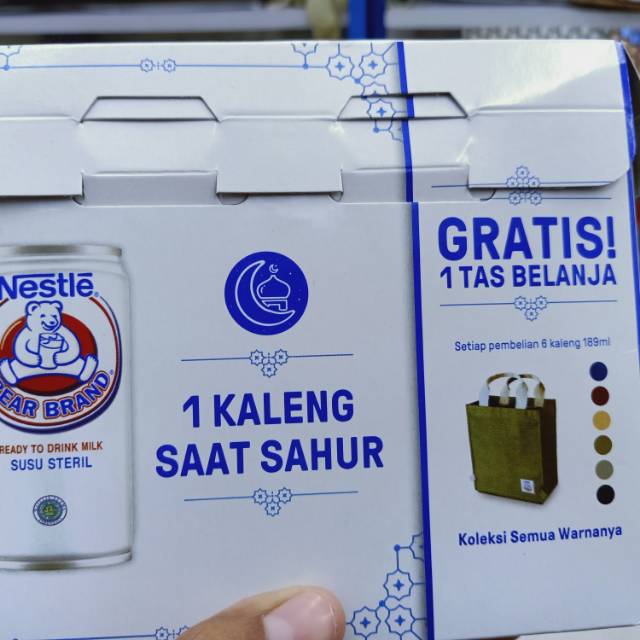 Nestlé
BEAR BRAND
READY TO DRINK MILK
SUSU STERIL
1 KALENG
SAAT SAHUR
GRATIS!
1 TAS BELANJA
Setiap pembelian 6 kaleng 189ml
Koleksi Semua Warnanya